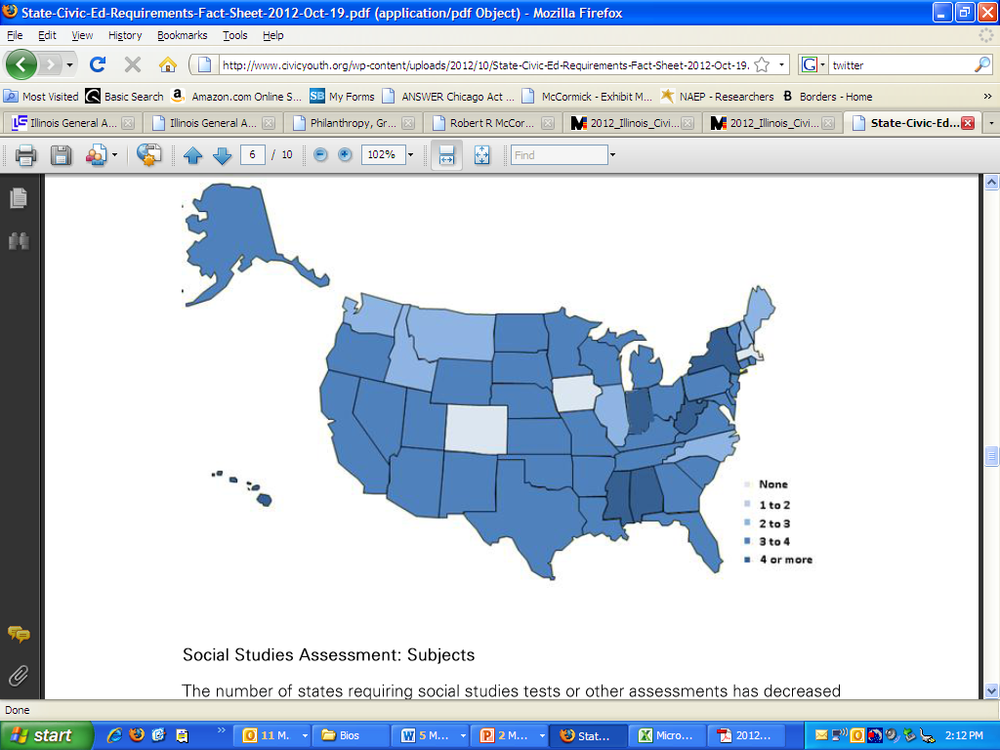 State-Civic-Ed-Requirements-Fact-Sheet-2012-Oct-19.pdf (application/pdf Object) - Mozilla Firefox
File Edit View History Bookmarks Tools Help
http://www.civicyouth.org/wp-content/uploads/2012/10/State-Civic-Ed-Requirements-Fact-Sheet-2012-Oct-19. G twitter
Most Visited Basic Search a Amazon.com Online S... SB My Forms ANSWER Chicago Act ... McCormick - Exhibit M... NAEP - Researchers B Borders - Home »
Illinois General A... Illinois General A... Philanthropy, Gr... Robert R McCor... 2012_Illinois_Civi... 2012_Illinois_Civi... State-Civic-Ed...
6 / 10 102% Find
None
1 to 2
2 to 3
3 to 4
4 or more
Social Studies Assessment: Subjects
The number of states requiring social studies tests or other assessments has decreased
Done
start » 11 M. Bios 5 M... 2 M... Stat... Micro... 2012... 2:12 PM